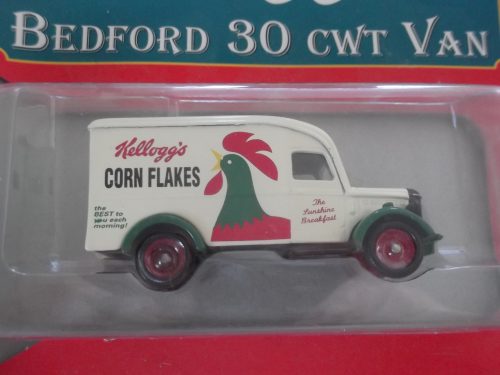 BEDFORD 30 CWT VAN
Kellogg's
CORN FLAKES
the
BEST to
you each
morning!
The
Sunshine
Breakfast